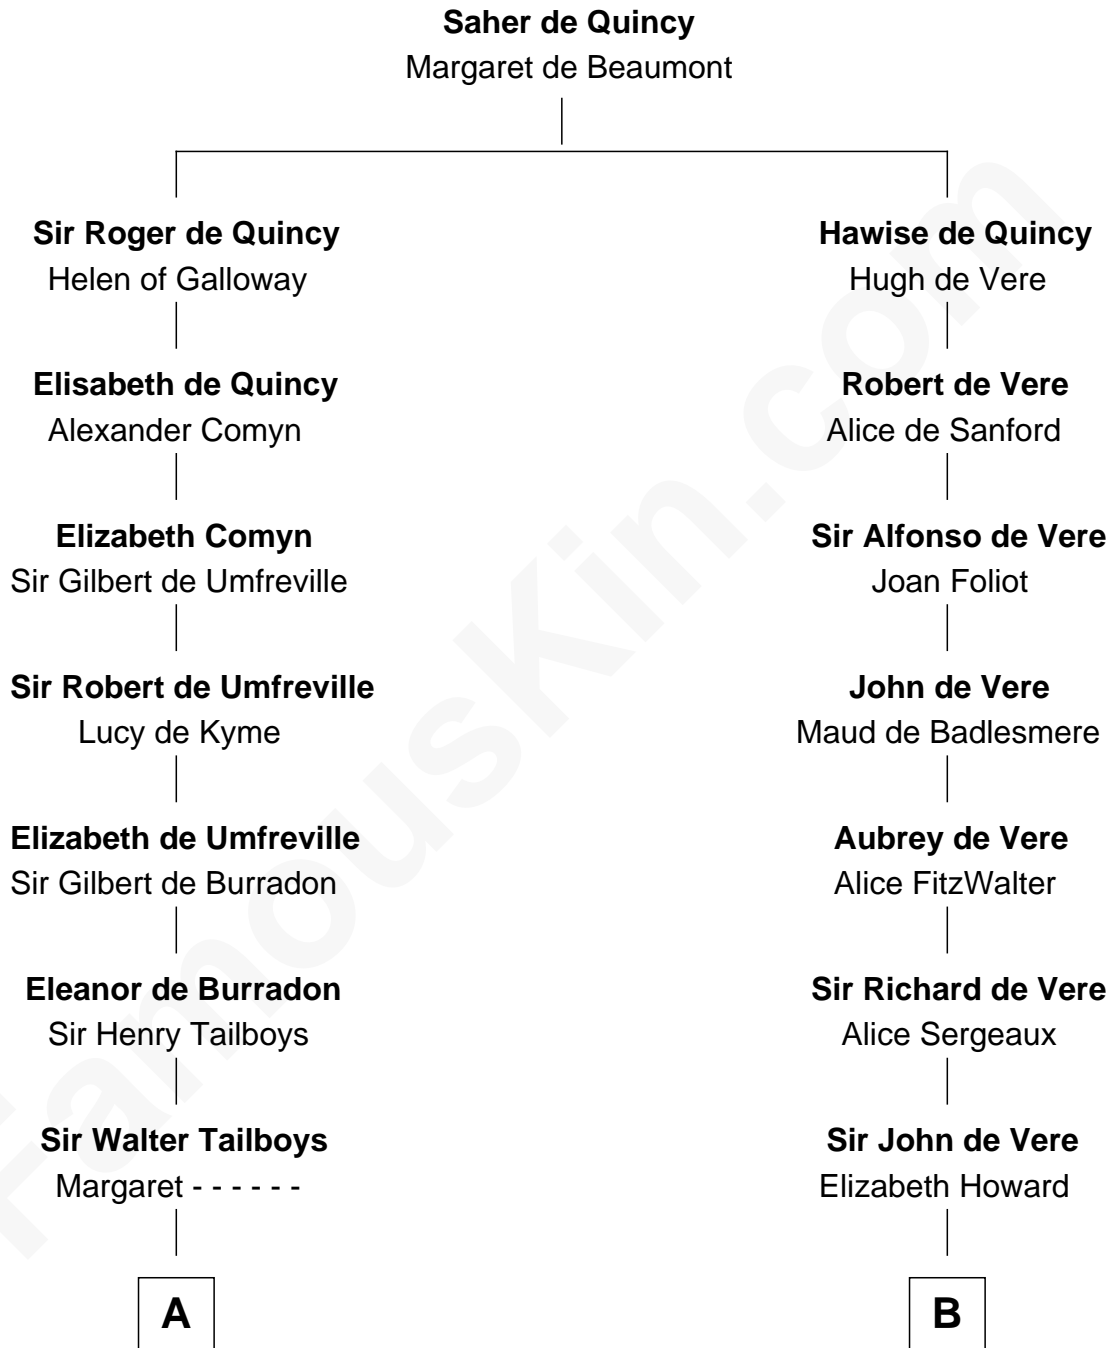 Saher de Quincy
Margaret de Beaumont
Sir Roger de Quincy
Helen of Galloway
Hawise de Quincy
Hugh de Vere
Elisabeth de Quincy
Alexander Comyn
Robert de Vere
Alice de Sanford
Elizabeth Comyn
Sir Gilbert de Umfreville
Sir Alfonso de Vere
Joan Foliot
Sir Robert de Umfreville
Lucy de Kyme
John de Vere
Maud de Badlesmere
Elizabeth de Umfreville
Sir Gilbert de Burradon
Aubrey de Vere
Alice FitzWalter
Eleanor de Burradon
Sir Henry Tailboys
Sir Richard de Vere
Alice Sergeaux
Sir Walter Tailboys
Margaret - - - - - -
Sir John de Vere
Elizabeth Howard
A
B
FamousKin.com